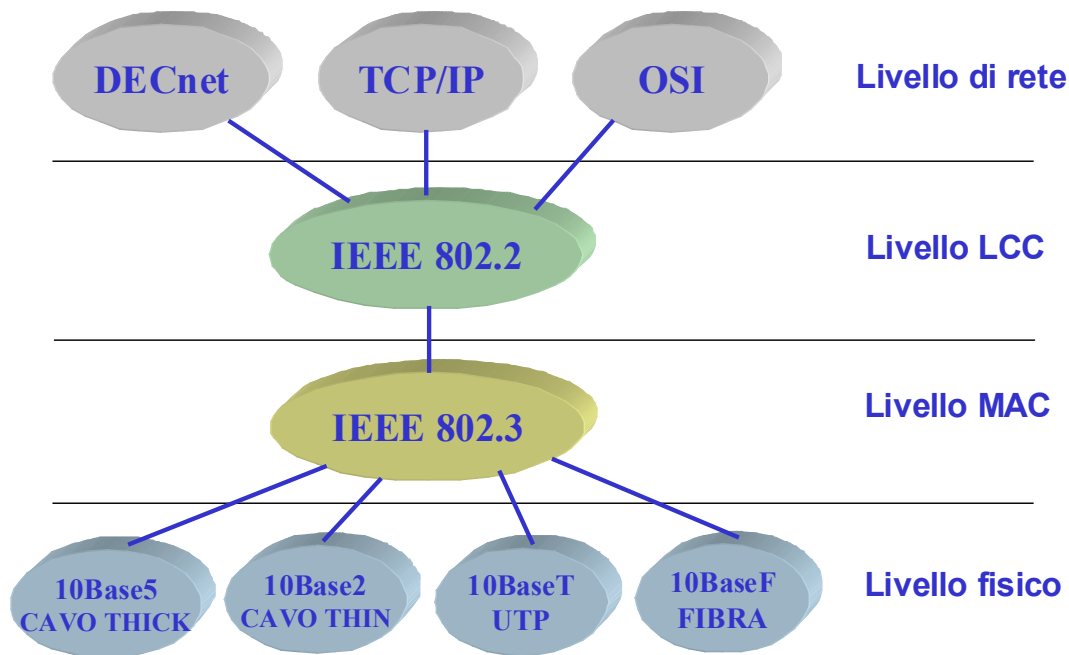 DECnet
TCP/IP
OSI
Livello di rete
IEEE 802.2
Livello LCC
IEEE 802.3
Livello MAC
10Base5
CAVO THICK
10Base2
CAVO THIN
10BaseT
UTP
10BaseF
FIBRA
Livello fisico